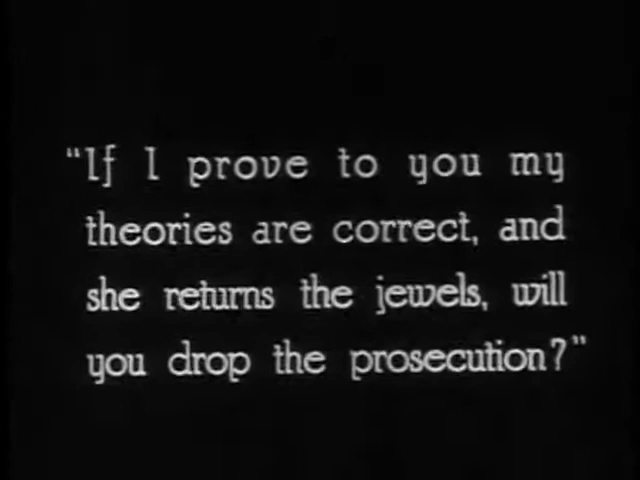 "If I prove to you my
theories are correct, and
she returns the jewels, will
you drop the prosecution?"